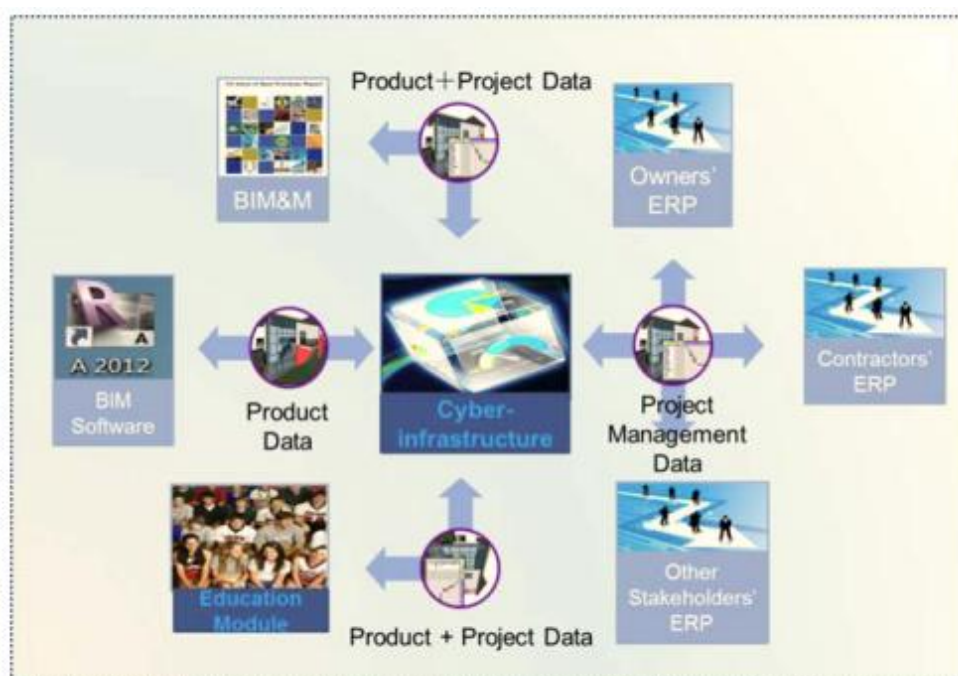 Product+Project Data
BIM&M
Owners'
ERP
A
A 2012
BIM
Software
Product
Data
Cyber-
infrastructure
Project
Management
Data
Contractors'
ERP
Education
Module
Product + Project Data
Other
Stakeholders'
ERP